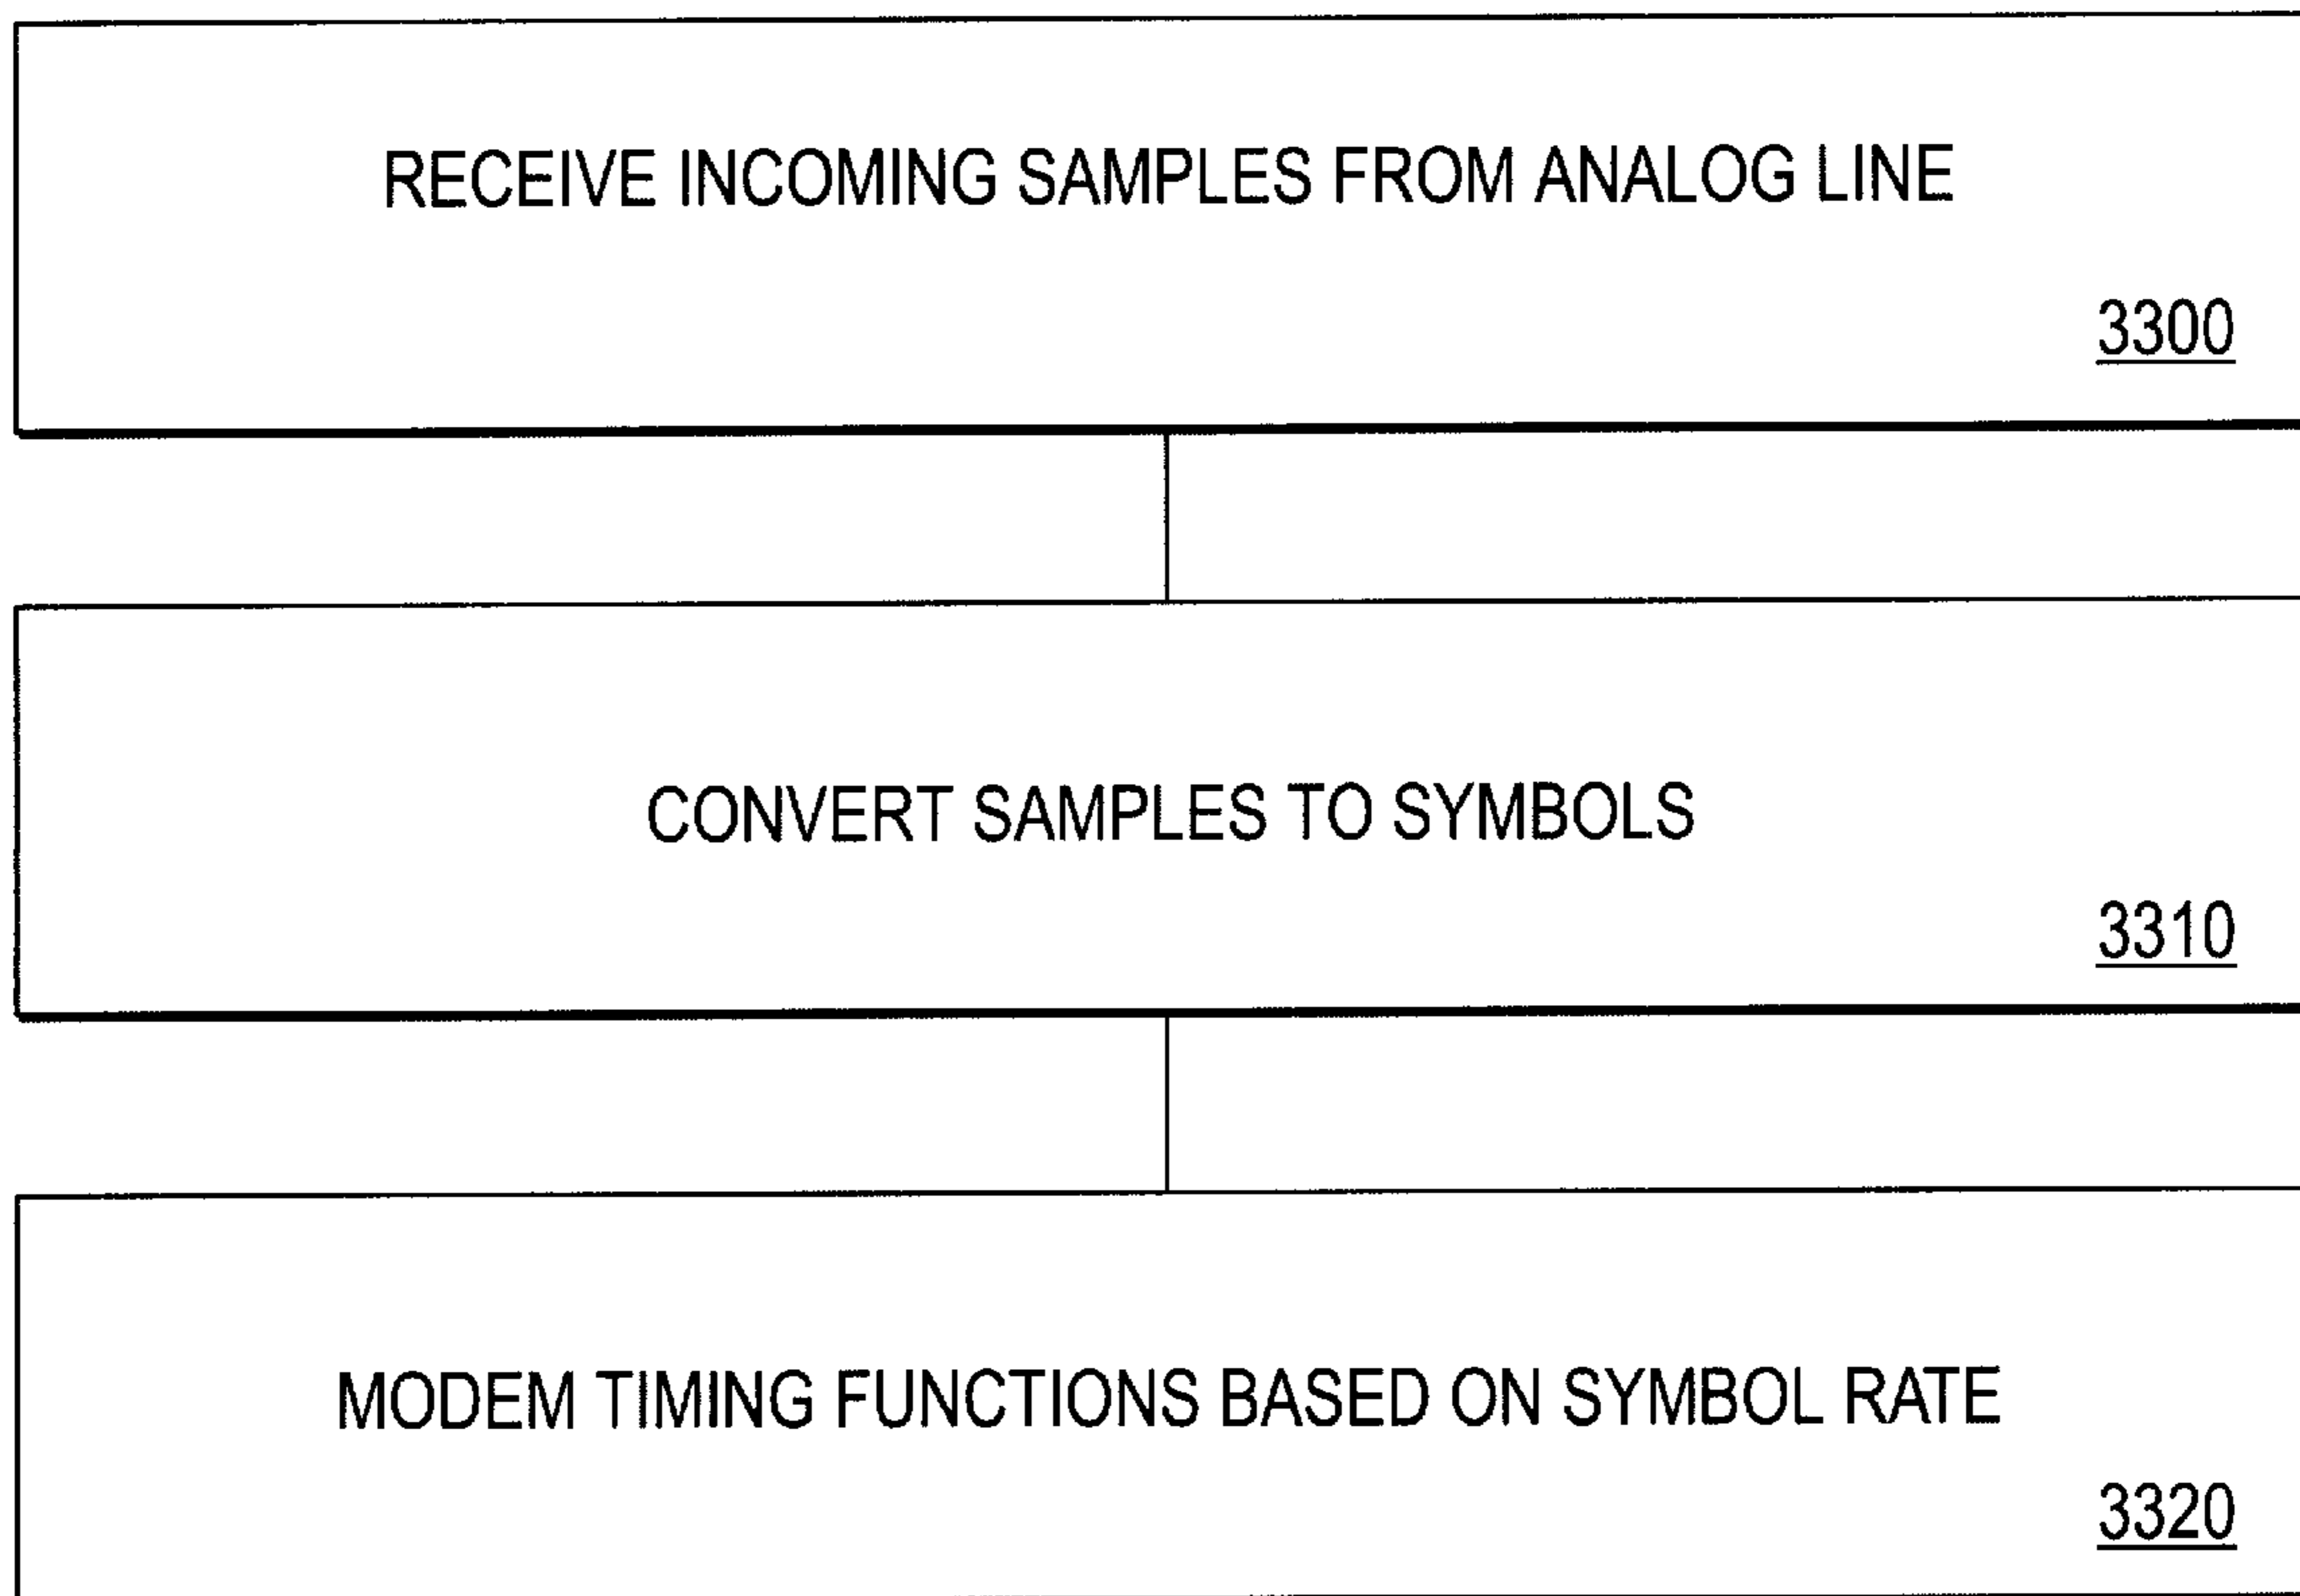 RECEIVE INCOMING SAMPLES FROM ANALOG LINE
3300
CONVERT SAMPLES TO SYMBOLS
3310
MODEM TIMING FUNCTIONS BASED ON SYMBOL RATE
3320